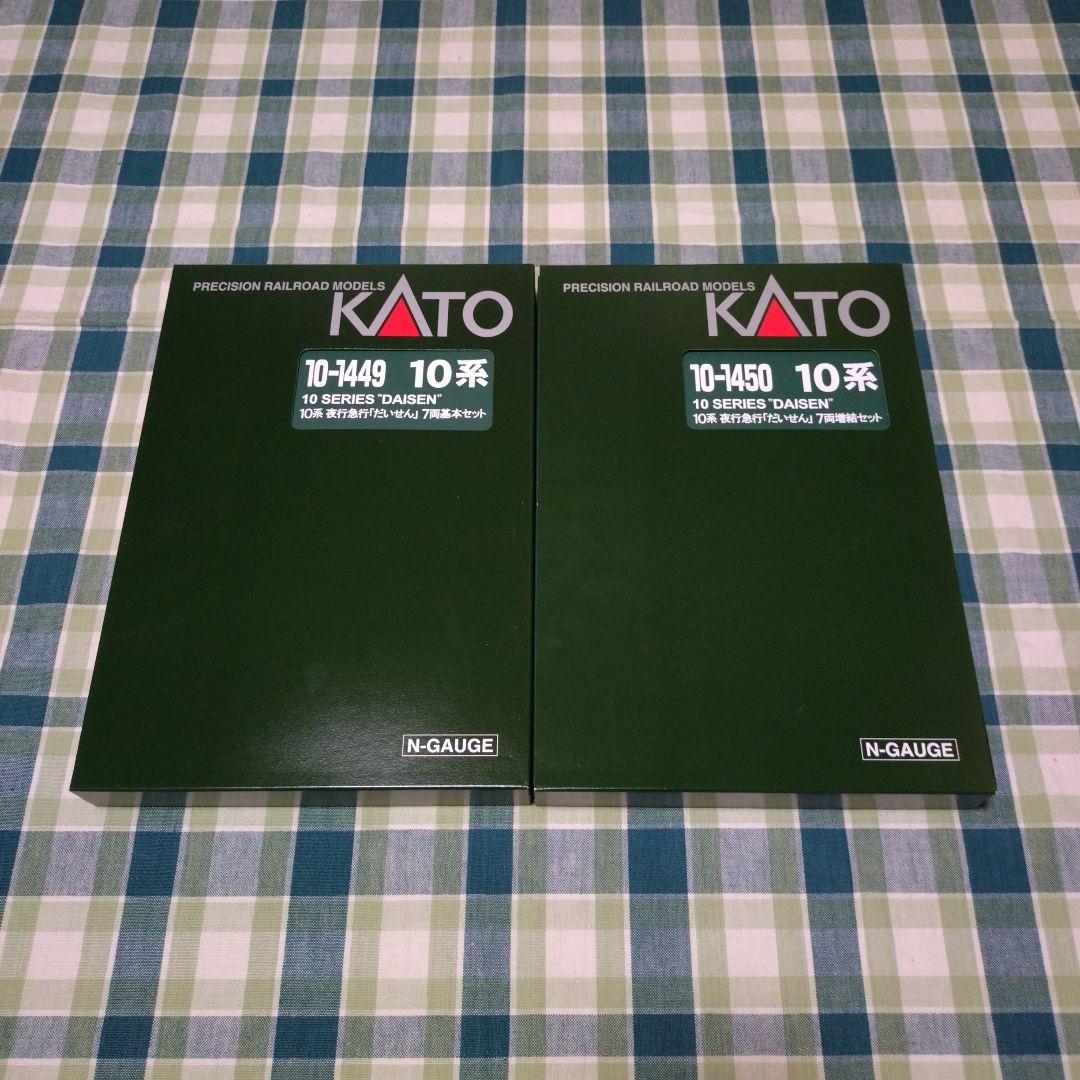 PRECISION RAILROAD MODELS
KATO
10-1449 10系
10 SERIES "DAISEN"
10系 夜行急行「だいせん」 7両基本セット
N-GAUGE
PRECISION RAILROAD MODELS
KATO
10-1450 10系
10 SERIES "DAISEN"
10系 夜行急行「だいせん」 7両増結セット
N-GAUGE